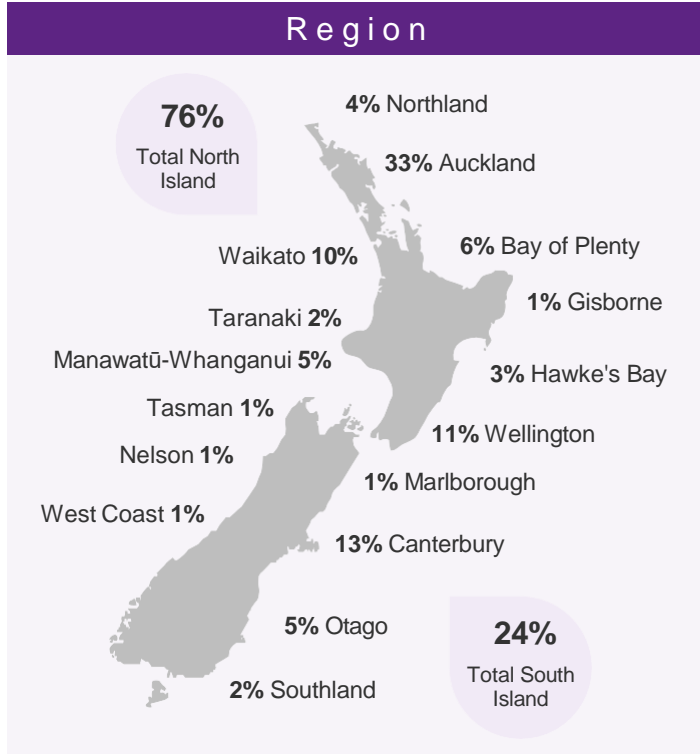 Region
4% Northland
76%
Total North
Island
33% Auckland
Waikato 10%
6% Bay of Plenty
1% Gisborne
Taranaki 2%
Manawatū-Whanganui 5%
3% Hawke's Bay
Tasman 1%
11% Wellington
Nelson 1%
1% Marlborough
West Coast 1%
13% Canterbury
5% Otago
24%
Total South
Island
2% Southland